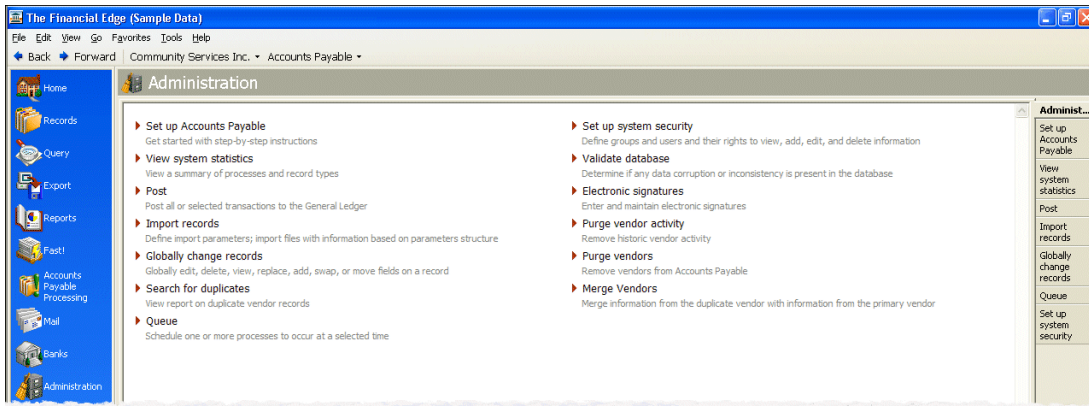 The Financial Edge (Sample Data)
File Edit View Go Favorites Tools Help
Back Forward Community Services Inc. Accounts Payable
Home
Records
Query
Export
Reports
Fast!
Accounts
Payable
Processing
Mail
Banks
Administration
Administration
Set up Accounts Payable
Get started with step-by-step instructions
View system statistics
View a summary of processes and record types
Post
Post all or selected transactions to the General Ledger
Import records
Define import parameters; import files with information based on parameters structure
Globally change records
Globally edit, delete, view, replace, add, swap, or move fields on a record
Search for duplicates
View report on duplicate vendor records
Queue
Schedule one or more processes to occur at a selected time
Set up system security
Define groups and users and their rights to view, add, edit, and delete information
Validate database
Determine if any data corruption or inconsistency is present in the database
Electronic signatures
Enter and maintain electronic signatures
Purge vendor activity
Remove historic vendor activity
Purge vendors
Remove vendors from Accounts Payable
Merge Vendors
Merge information from the duplicate vendor with information from the primary vendor
Administ...
Set up
Accounts
Payable
View
system
statistics
Post
Import
records
Globally
change
records
Queue
Set up
system
security